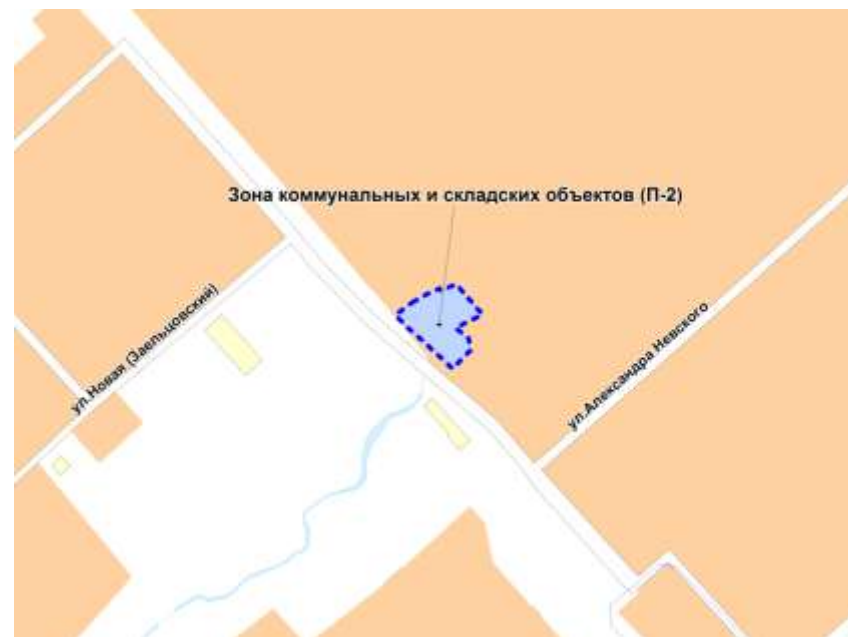 Зона коммунальных и складских объектов (П-2)
ул.Новая (Заельцовский)
ул.Александра Невского